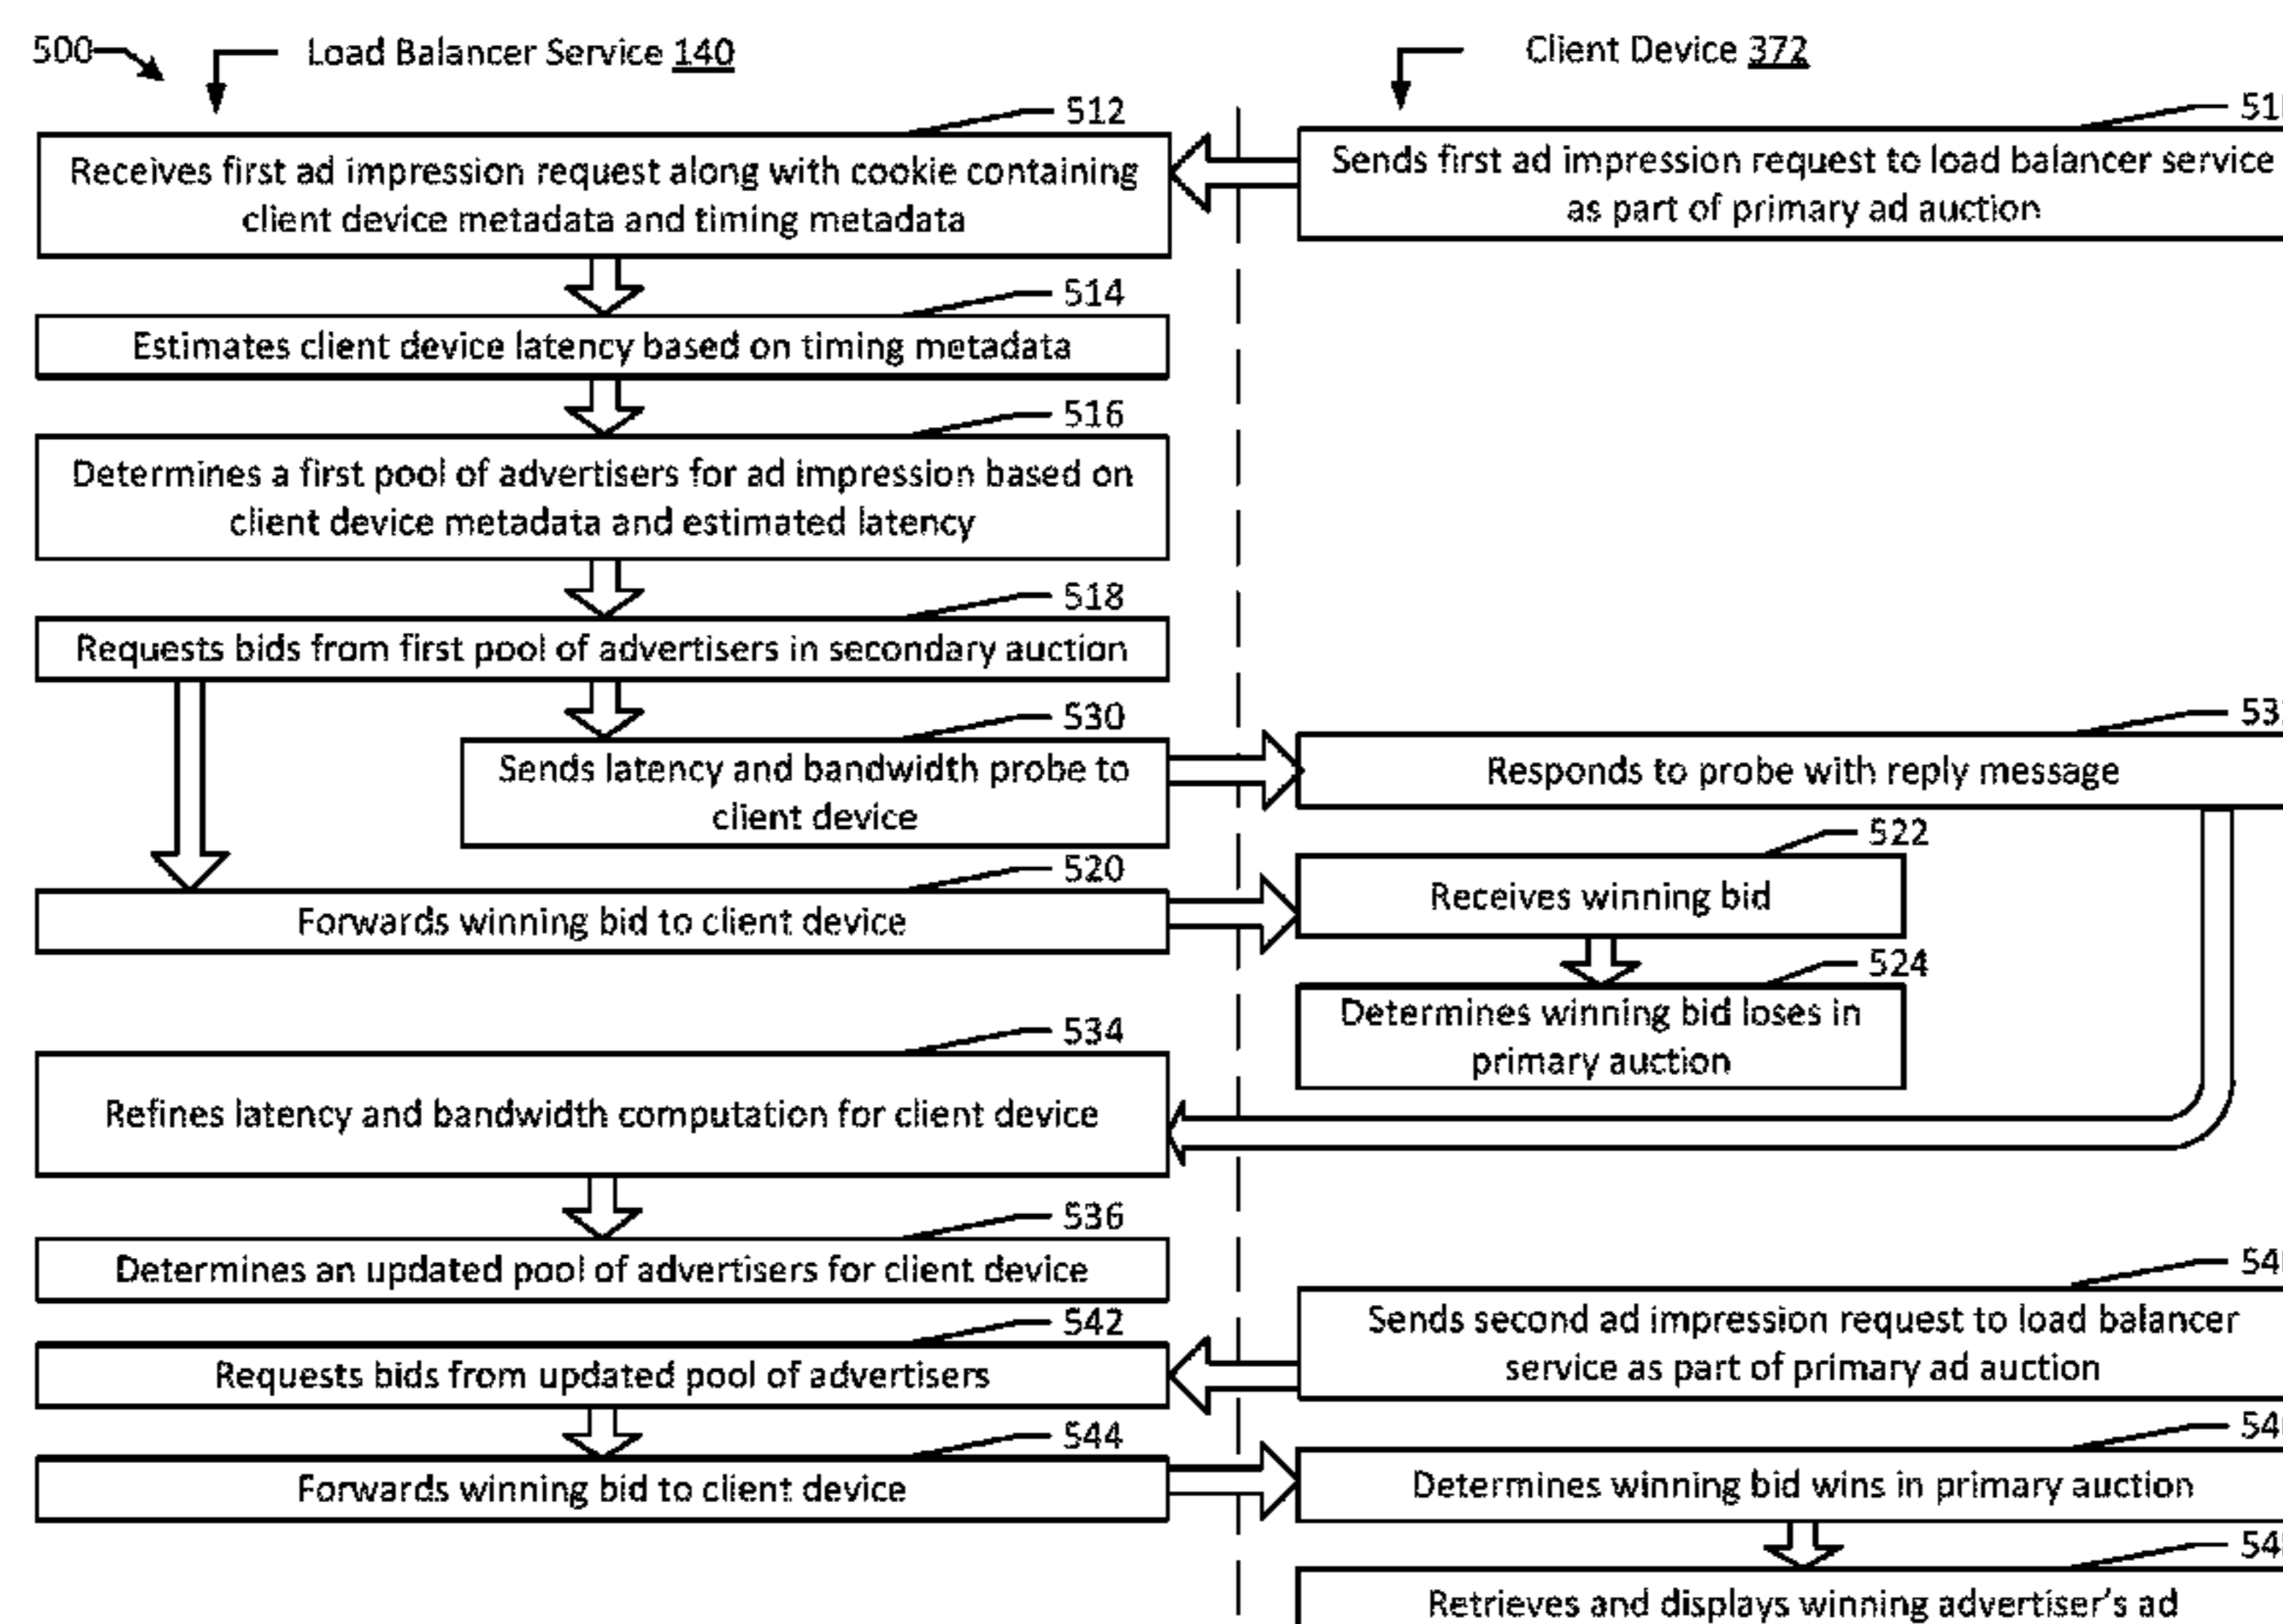 500
Load Balancer Service 140
Client Device 372
512
Receives first ad impression request along with cookie containing
client device metadata and timing metadata
Sends first ad impression request to load balancer service
as part of primary ad auction
514
Estimates client device latency based on timing metadata
516
Determines a first pool of advertisers for ad impression based on
client device metadata and estimated latency
518
Requests bids from first pool of advertisers in secondary auction
530
Sends latency and bandwidth probe to
client device
Responds to probe with reply message
520
Forwards winning bid to client device
522
Receives winning bid
524
Determines winning bid loses in
primary auction
534
Refines latency and bandwidth computation for client device
536
Determines an updated pool of advertisers for client device
Sends second ad impression request to load balancer
service as part of primary ad auction
542
Requests bids from updated pool of advertisers
544
Forwards winning bid to client device
Determines winning bid wins in primary auction
Retrieves and displays winning advertiser's ad